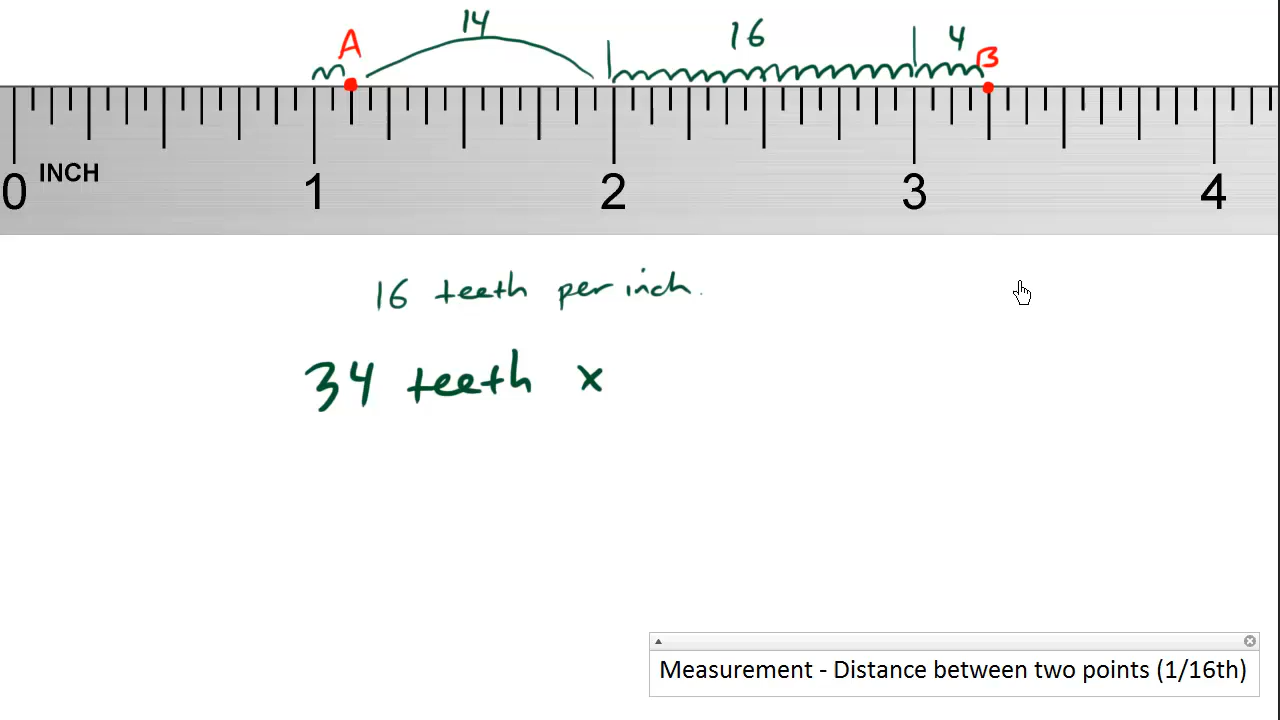 14 16 4
A B
INCH
0 1 2 3 4
16 teeth per inch.
34 teeth x
Measurement - Distance between two points (1/16th)